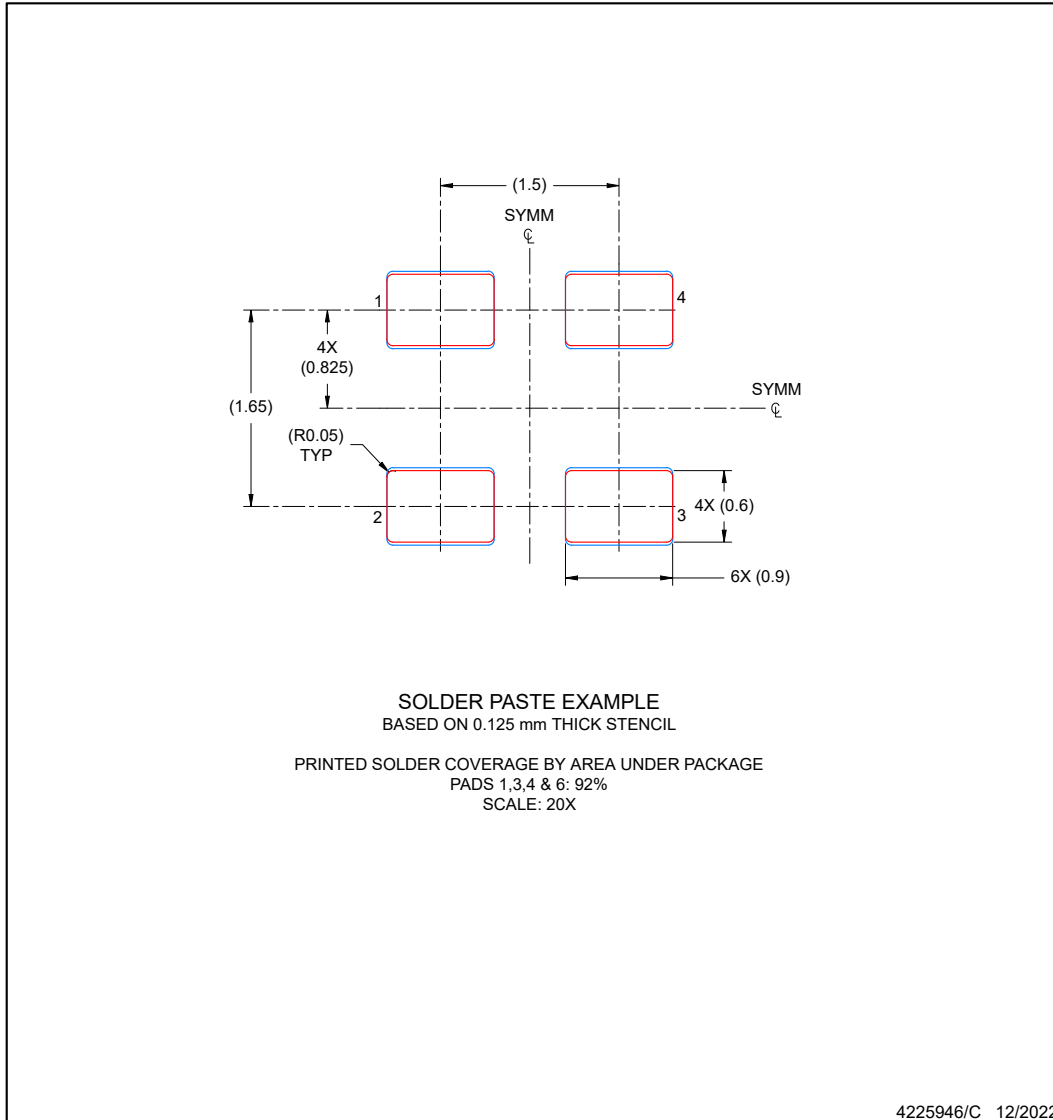 (1.5)
SYMM
℄
1
4
4X
(0.825)
(1.65)
SYMM
℄
(R0.05)
TYP
2
3
4X (0.6)
6X (0.9)
SOLDER PASTE EXAMPLE
BASED ON 0.125 mm THICK STENCIL
PRINTED SOLDER COVERAGE BY AREA UNDER PACKAGE
PADS 1,3,4 & 6: 92%
SCALE: 20X
4225946/C 12/2022